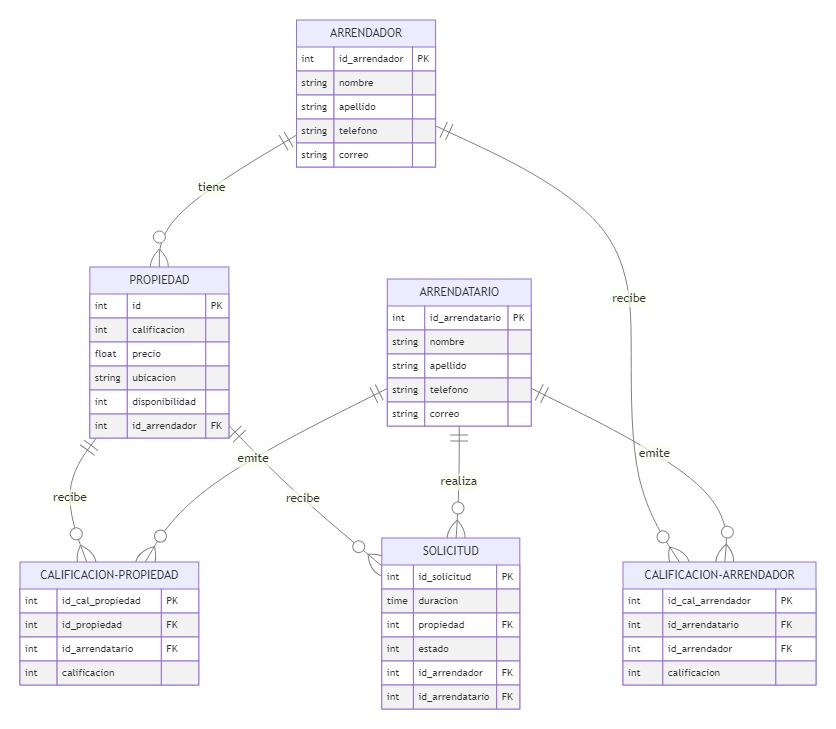 ARRENDADOR
int id_arrendador PK
string nombre
string apellido
string telefono
string correo
tiene
recibe
PROPIEDAD
int id PK
int calificacion
float precio
string ubicacion
int disponibilidad
int id_arrendador FK
ARRENDATARIO
int id_arrendatario PK
string nombre
string apellido
string telefono
string correo
emite
emite
recibe
recibe
realiza
CALIFICACION-PROPIEDAD
int id_cal_propiedad PK
int id_propiedad FK
int id_arrendatario FK
int calificacion
SOLICITUD
int id_solicitud PK
time duracion
int propiedad FK
int estado
int id_arrendador FK
int id_arrendatario FK
CALIFICACION-ARRENDADOR
int id_cal_arrendador PK
int id_arrendatario FK
int id_arrendador FK
int calificacion